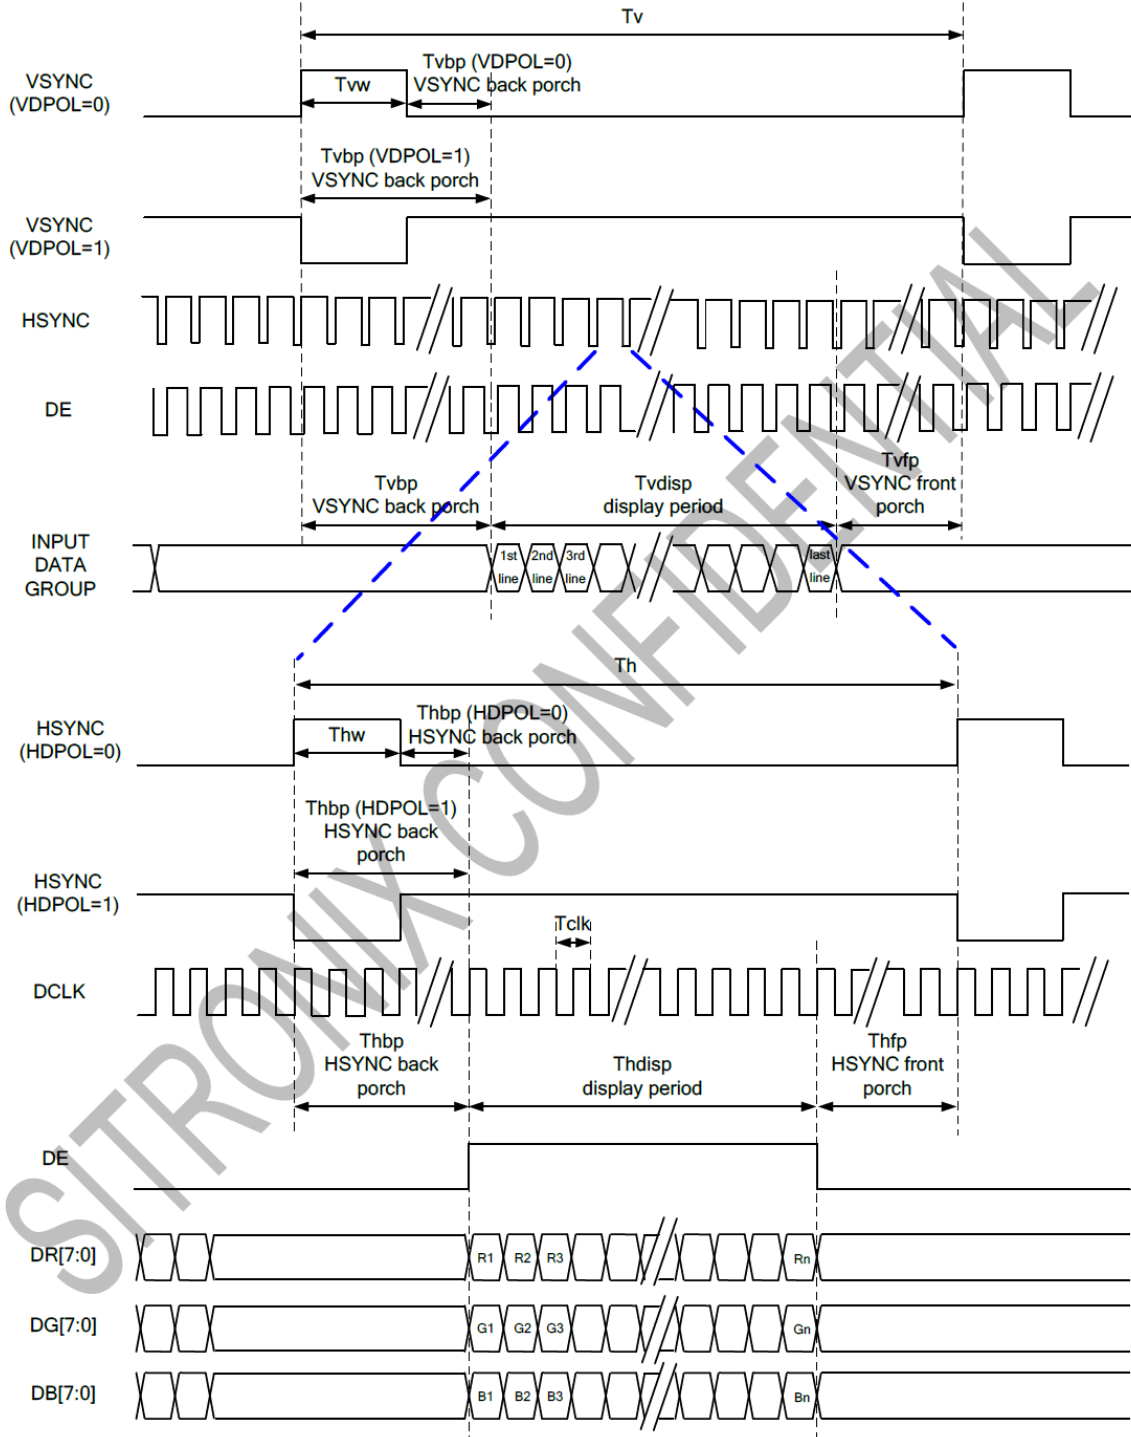 Tv
VSYNC
(VDPOL=0)
Tvw
Tvbp (VDPOL=0)
VSYNC back porch
Tvbp (VDPOL=1)
VSYNC back porch
VSYNC
(VDPOL=1)
HSYNC
DE
Tvbp
VSYNC back porch
Tvdisp
display period
Tvfp
VSYNC front
porch
INPUT
DATA
GROUP
1st
line
2nd
line
3rd
line
last
line
Th
HSYNC
(HDPOL=0)
Thw
Thbp (HDPOL=0)
HSYNC back porch
Thbp (HDPOL=1)
HSYNC back
porch
HSYNC
(HDPOL=1)
Tclk
DCLK
Thbp
HSYNC back
porch
Thdisp
display period
Thfp
HSYNC front
porch
DE
DR[7:0]
R1 R2 R3 Rn
DG[7:0]
G1 G2 G3 Gn
DB[7:0]
B1 B2 B3 Bn
SITRONIX CONFIDENTIAL